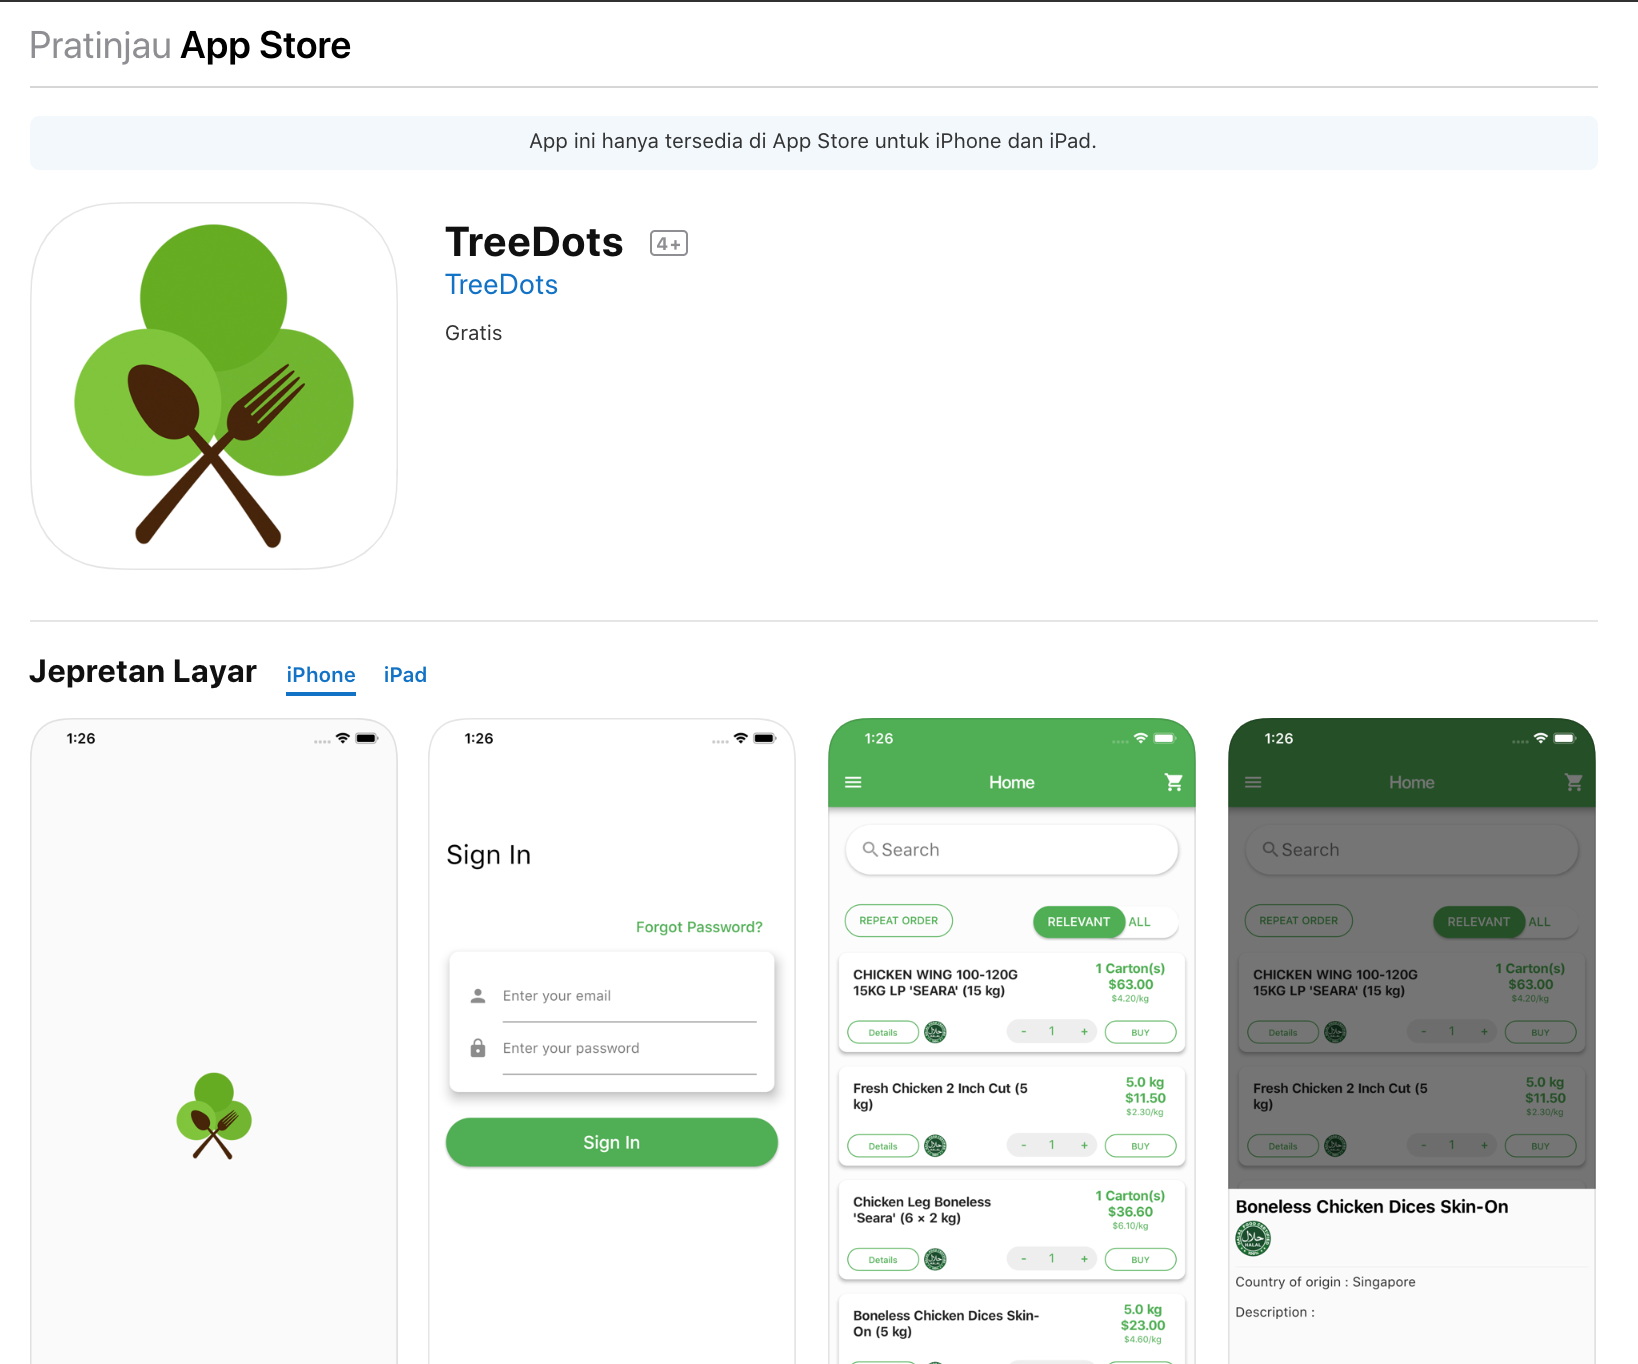 Pratinjau App Store
App ini hanya tersedia di App Store untuk iPhone dan iPad.
TreeDots 4+
TreeDots
Gratis
Jepretan Layar iPhone iPad
1:26
1:26
Sign In
Forgot Password?
Enter your email
Enter your password
Sign In
1:26
Home
Search
REPEAT ORDER RELEVANT ALL
CHICKEN WING 100-120G 1 Carton(s)
15KG LP 'SEARA' (15 kg) $63.00
$4.20/kg
Details - 1 + BUY
Fresh Chicken 2 Inch Cut (5 5.0 kg
kg) $11.50
$2.30/kg
Details - 1 + BUY
Chicken Leg Boneless 1 Carton(s)
'Seara' (6 × 2 kg) $36.60
$6.10/kg
Details - 1 + BUY
Boneless Chicken Dices Skin- 5.0 kg
On (5 kg) $23.00
$4.60/kg
1:26
Home
Search
REPEAT ORDER RELEVANT ALL
CHICKEN WING 100-120G 1 Carton(s)
15KG LP 'SEARA' (15 kg) $63.00
$4.20/kg
Details - 1 + BUY
Fresh Chicken 2 Inch Cut (5 5.0 kg
kg) $11.50
$2.30/kg
Details - 1 + BUY
Boneless Chicken Dices Skin-On
حلال
HALAL
Country of origin : Singapore
Description :